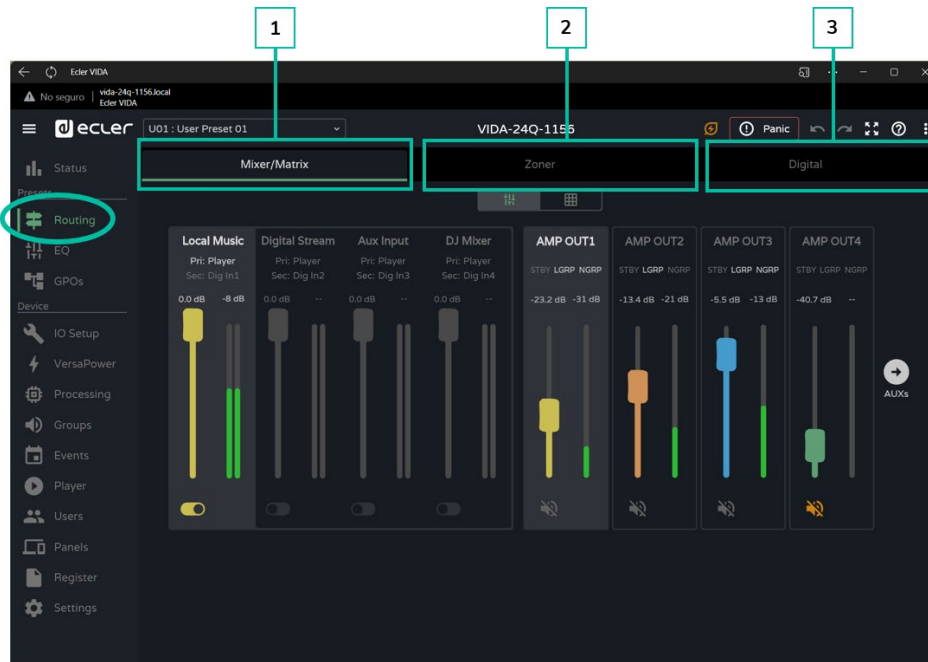 1
2
3
Ecler VIDA
No seguro | vida-24q-1156.local
Ecler VIDA
ecler
U01 : User Preset 01
VIDA-24Q-1156
Panic
Status
Presets
Routing
EQ
GPOs
Device
IO Setup
VersaPower
Processing
Groups
Events
Player
Users
Panels
Register
Settings
Mixer/Matrix
Zoner
Digital
Local Music
Digital Stream
Aux Input
DJ Mixer
AMP OUT1
AMP OUT2
AMP OUT3
AMP OUT4
Pri: Player
Pri: Player
Pri: Player
Pri: Player
Sec: Dig In1
Sec: Dig In2
Sec: Dig In3
Sec: Dig In4
STBY LGRP NGRP
STBY LGRP NGRP
STBY LGRP NGRP
STBY LGRP NGRP
0.0 dB -8 dB
0.0 dB --
0.0 dB --
0.0 dB --
-23.2 dB -31 dB
-13.4 dB -21 dB
-5.5 dB -13 dB
-40.7 dB --
AUXs